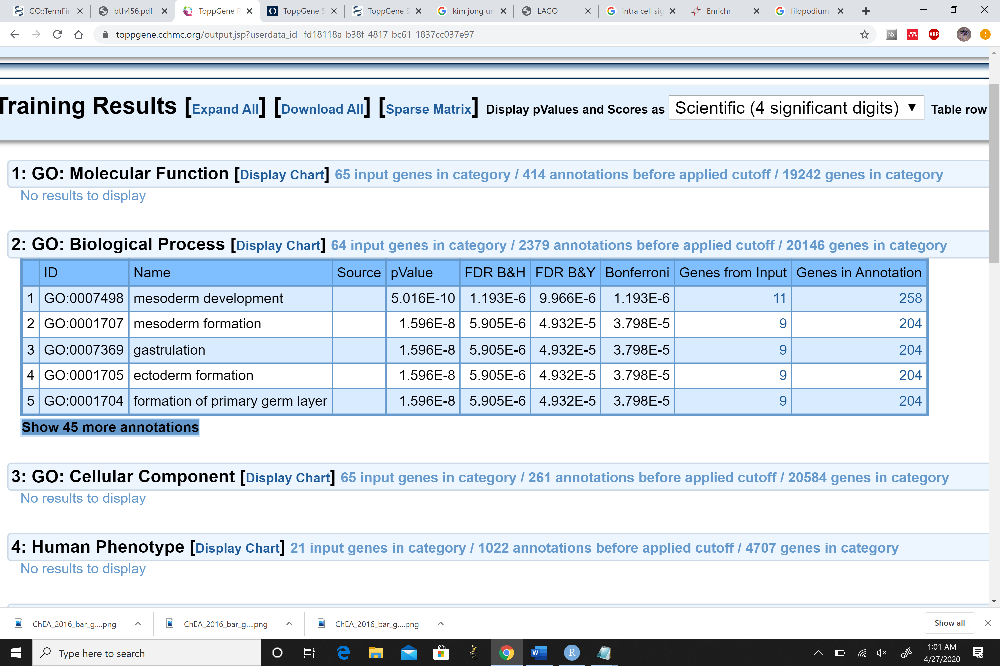 GO::TermFin bth456.pdf ToppGene R ToppGene S ToppGene S kim jong un LAGO intra cell sig Enrichr filopodium
toppgene.cchmc.org/output.jsp?userdata_id=fd18118a-b38f-4817-bc61-1837cc037e97 Nx ABP
Training Results [Expand All] [Download All] [Sparse Matrix] Display pValues and Scores as Scientific (4 significant digits) ▼ Table row
1: GO: Molecular Function [Display Chart] 65 input genes in category / 414 annotations before applied cutoff / 19242 genes in category
No results to display
2: GO: Biological Process [Display Chart] 64 input genes in category / 2379 annotations before applied cutoff / 20146 genes in category
ID Name Source pValue FDR B&H FDR B&Y Bonferroni Genes from Input Genes in Annotation
1 GO:0007498 mesoderm development 5.016E-10 1.193E-6 9.966E-6 1.193E-6 11 258
2 GO:0001707 mesoderm formation 1.596E-8 5.905E-6 4.932E-5 3.798E-5 9 204
3 GO:0007369 gastrulation 1.596E-8 5.905E-6 4.932E-5 3.798E-5 9 204
4 GO:0001705 ectoderm formation 1.596E-8 5.905E-6 4.932E-5 3.798E-5 9 204
5 GO:0001704 formation of primary germ layer 1.596E-8 5.905E-6 4.932E-5 3.798E-5 9 204
Show 45 more annotations
3: GO: Cellular Component [Display Chart] 65 input genes in category / 261 annotations before applied cutoff / 20584 genes in category
No results to display
4: Human Phenotype [Display Chart] 21 input genes in category / 1022 annotations before applied cutoff / 4707 genes in category
No results to display
ChEA_2016_bar_g....png ChEA_2016_bar_g....png ChEA_2016_bar_g....png Show all
Type here to search
1:01 AM
4/27/2020